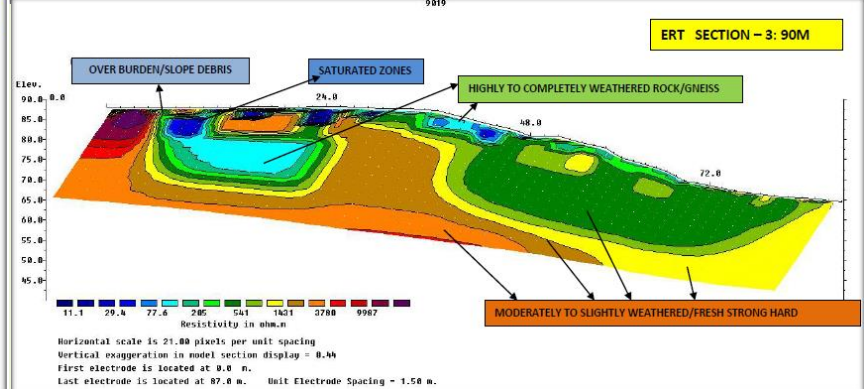 9019
ERT SECTION – 3: 90M
OVER BURDEN/SLOPE DEBRIS
SATURATED ZONES
HIGHLY TO COMPLETELY WEATHERED ROCK/GNEISS
Elev.
90.0
0.0
24.0
85.0
48.0
80.0
75.0
72.0
70.0
65.0
60.0
55.0
50.0
45.0
MODERATELY TO SLIGHTLY WEATHERED/FRESH STRONG HARD
11.1 29.4 77.6 205 541 1431 3780 9987
Resistivity in ohm.m
Horizontal scale is 21.00 pixels per unit spacing
Vertical exaggeration in model section display = 0.44
First electrode is located at 0.0 m.
Last electrode is located at 87.0 m. Unit Electrode Spacing = 1.50 m.